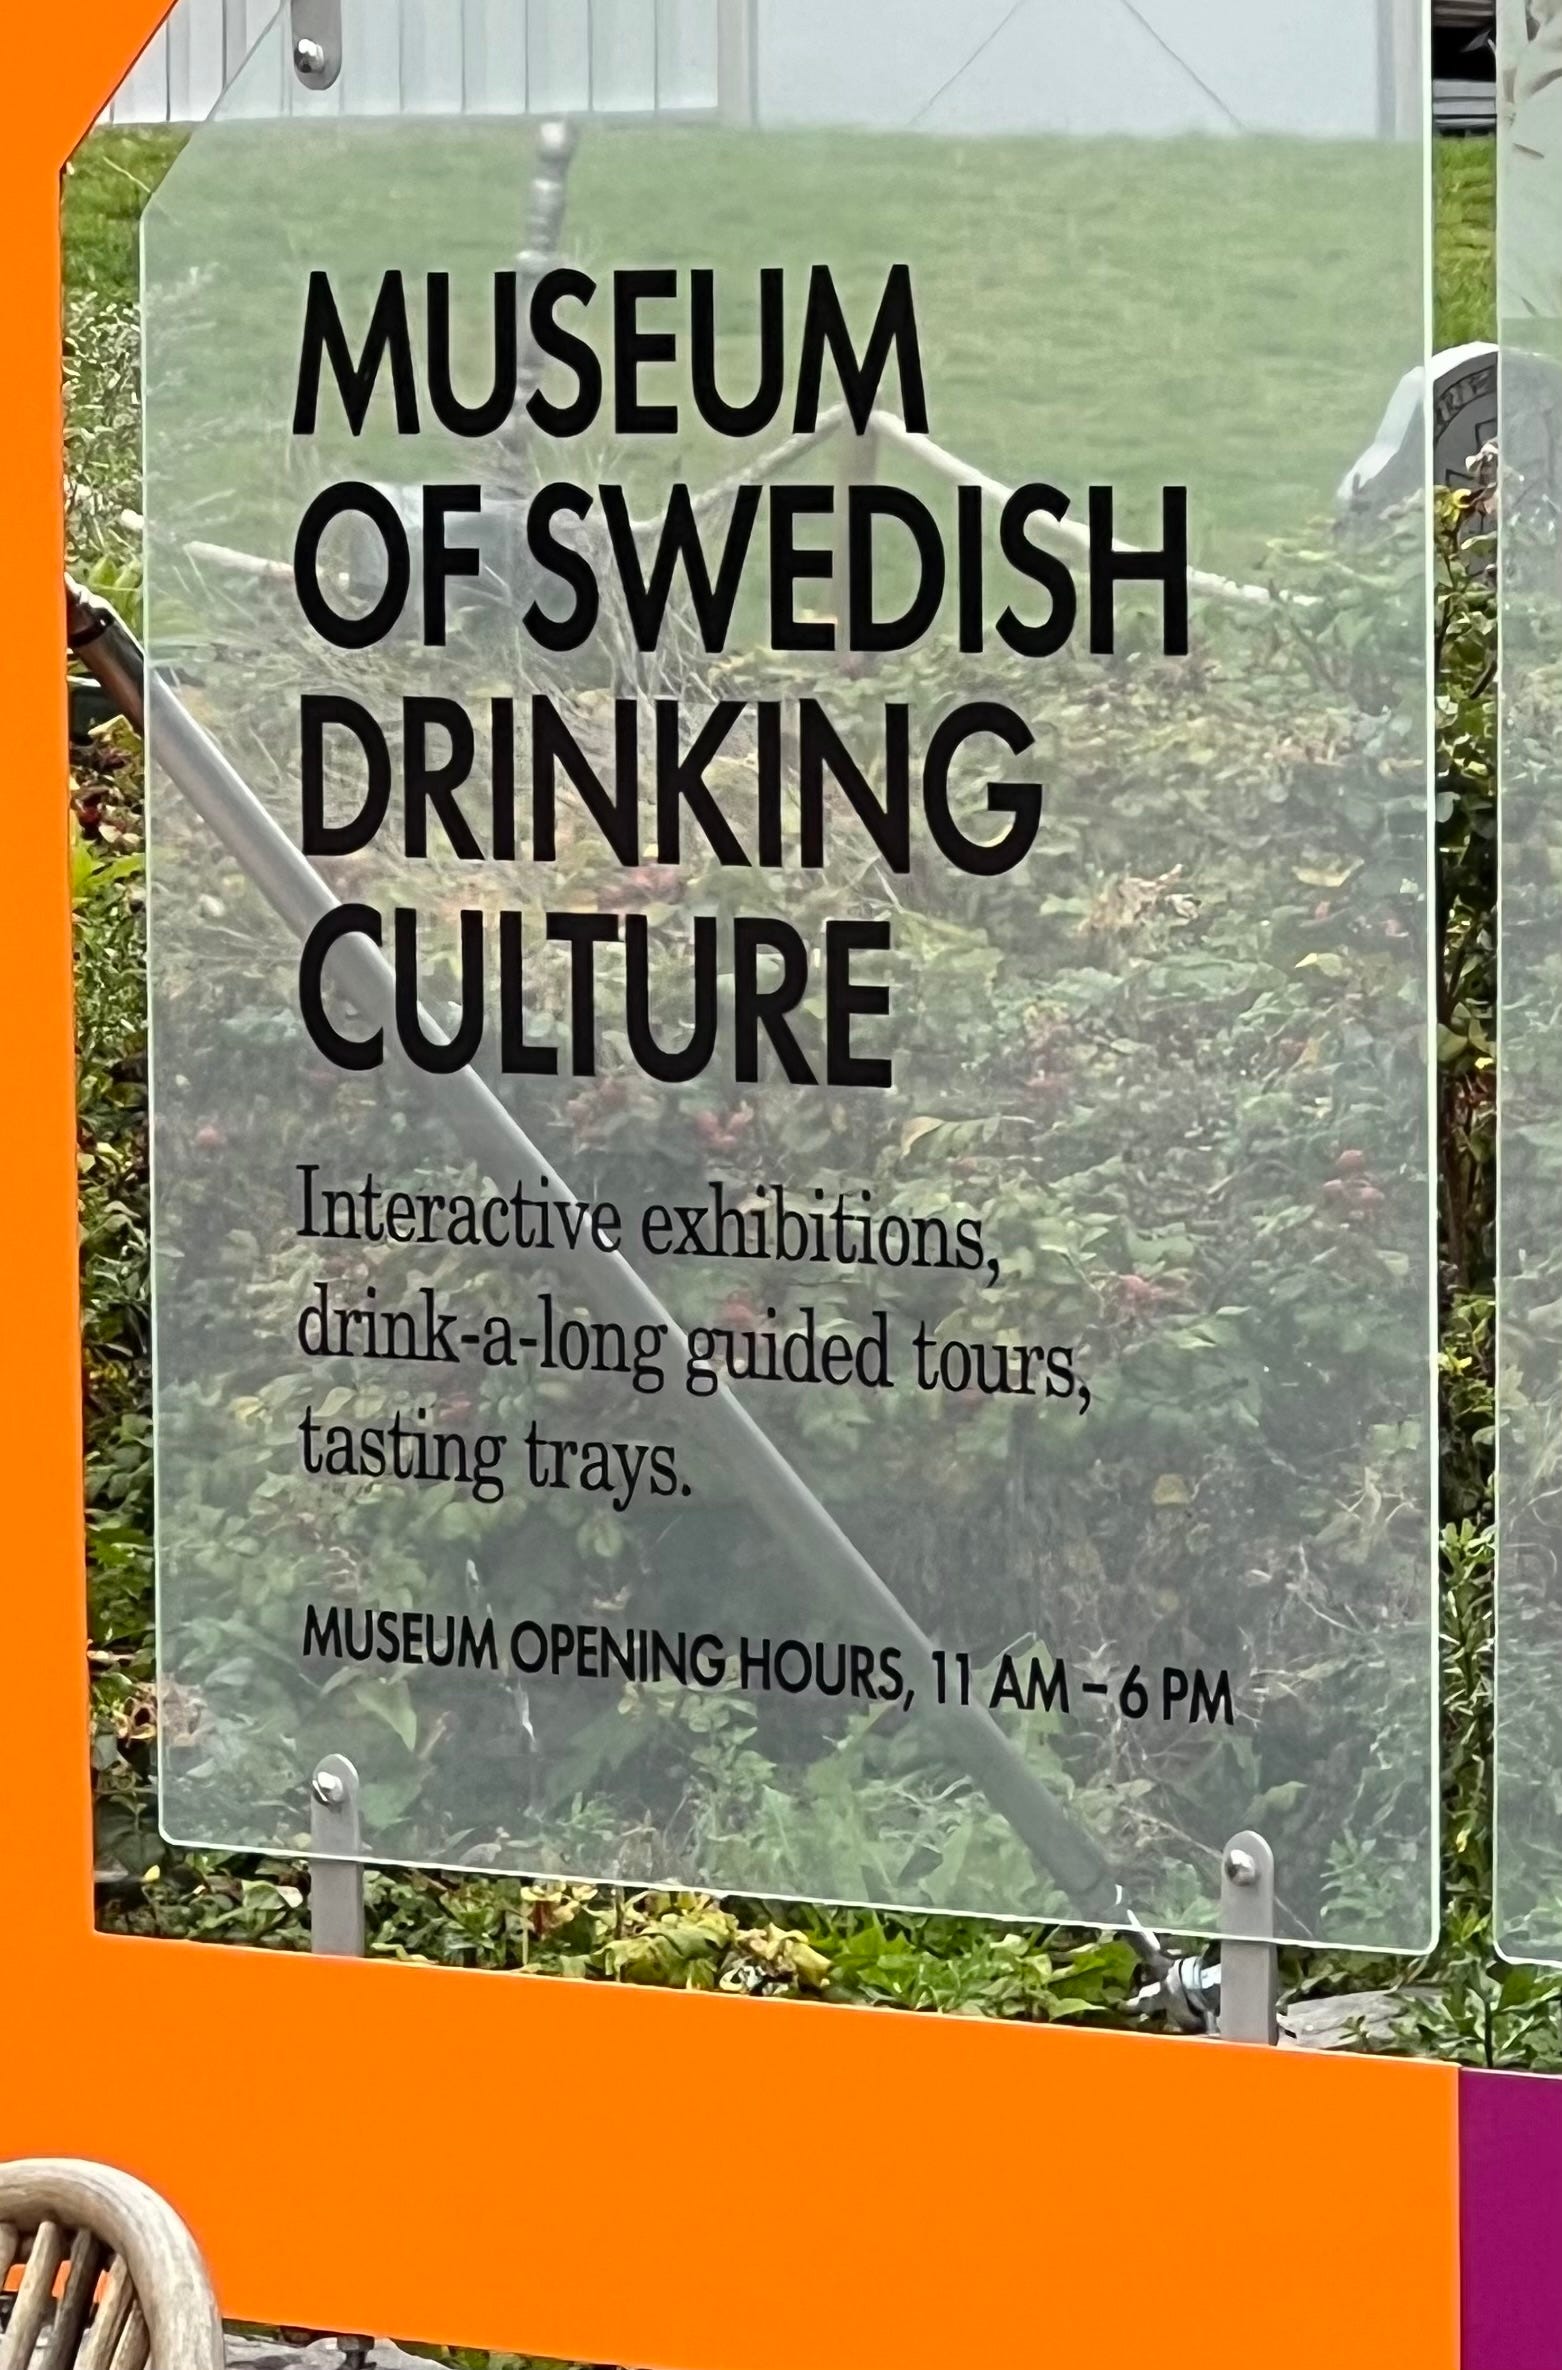 MUSEUM
OF SWEDISH
DRINKING
CULTURE
Interactive exhibitions,
drink-a-long guided tours,
tasting trays.
MUSEUM OPENING HOURS, 11 AM – 6 PM